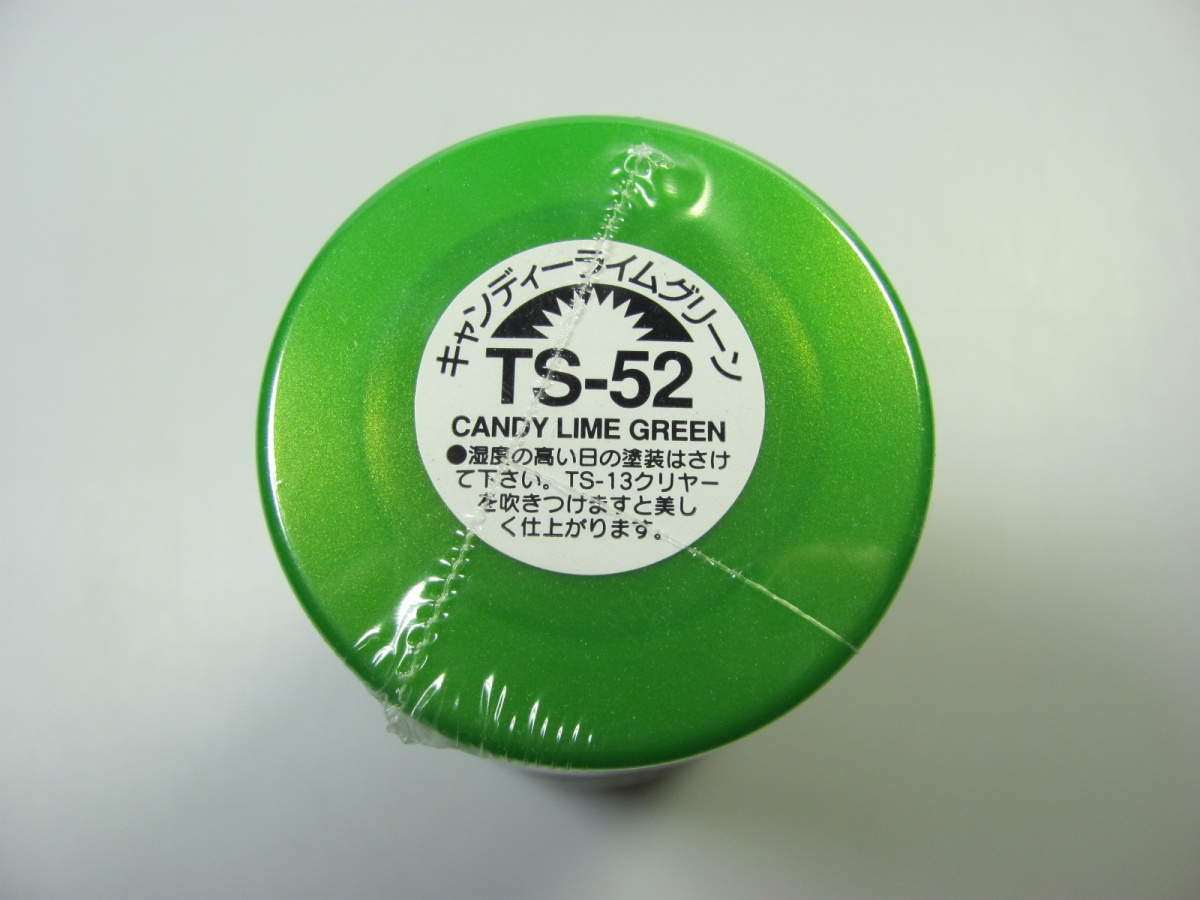 キャンディーライムグリーン
TS-52
CANDY LIME GREEN
●湿度の高い日の塗装はさけ
て下さい。TS-13クリヤー
を吹きつけますと美し
く仕上がります。